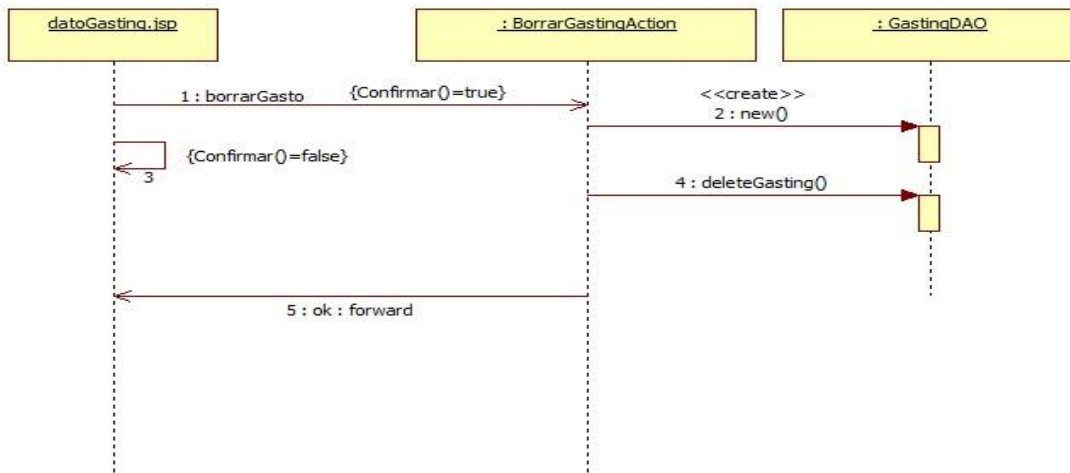 datoGasting.jsp
: BorrarGastingAction
: GastingDAO
1 : borrarGasto
{Confirmar()=true}
<<create>>
2 : new()
{Confirmar()=false}
3
4 : deleteGasting()
5 : ok : forward